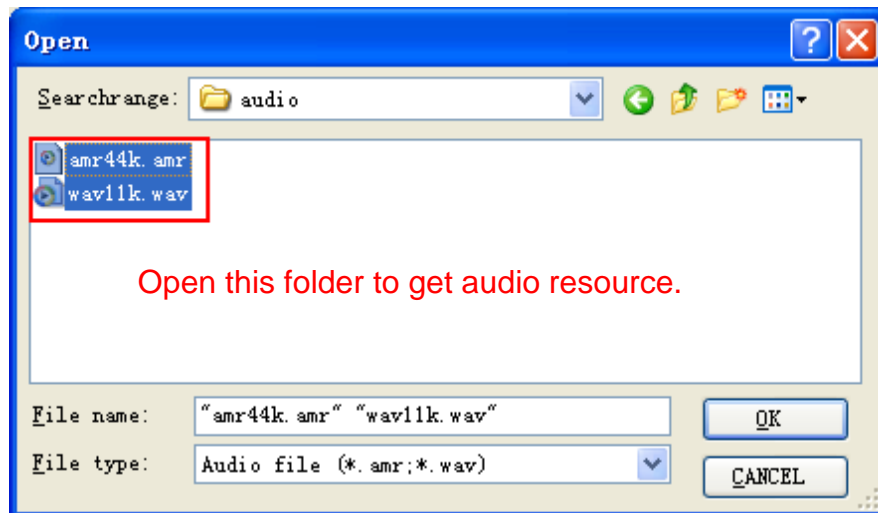 Open
Searchrange: audio
amr44k.amr
wav11k.wav
Open this folder to get audio resource.
File name: "amr44k.amr" "wav11k.wav" OK
File type: Audio file (*.amr;*.wav) CANCEL